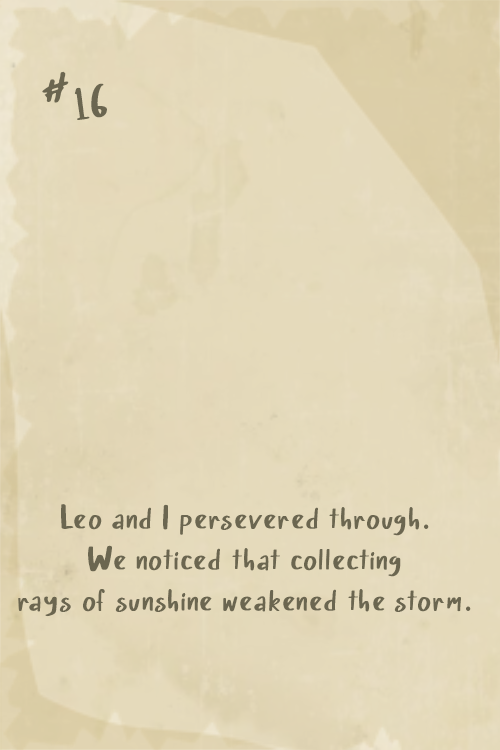 #16
Leo and I persevered through.
We noticed that collecting
rays of sunshine weakened the storm.